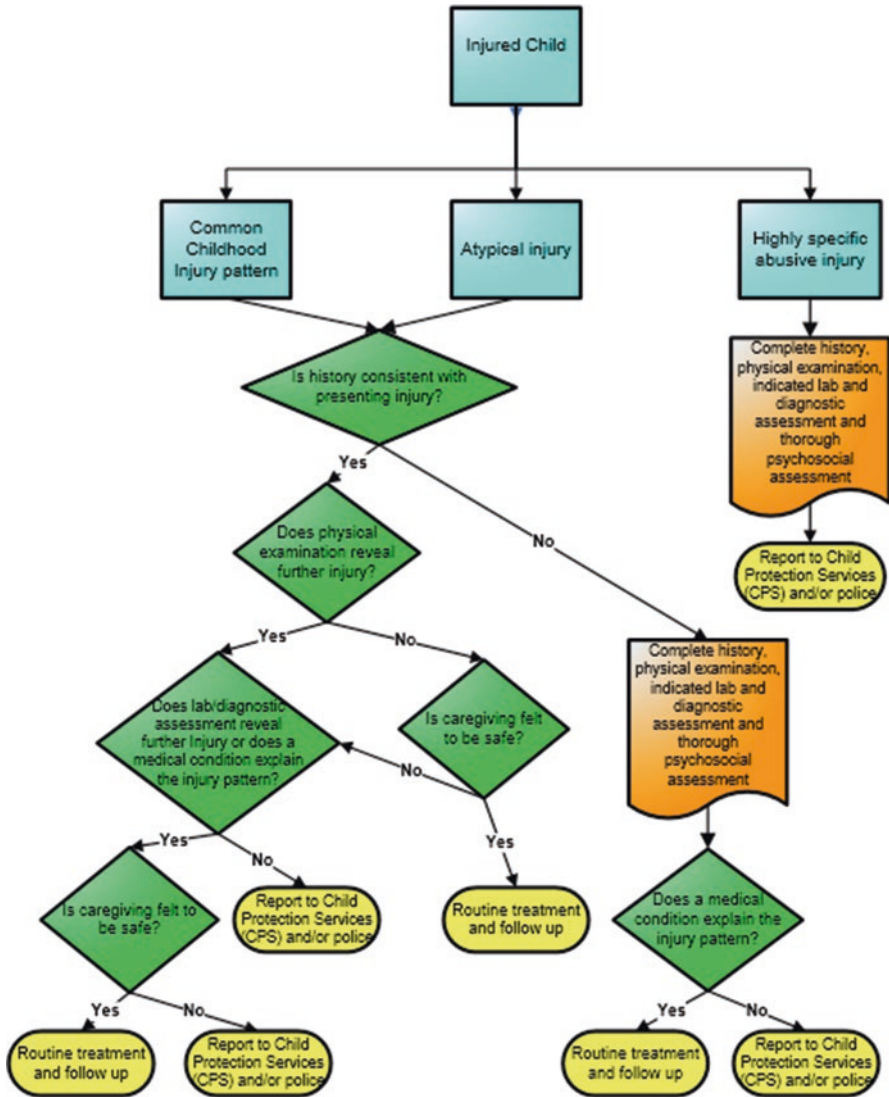 Injured Child
Common
Childhood
Injury pattern
Atypical injury
Highly specific
abusive injury
Is history consistent with
presenting injury?
Complete history,
physical examination,
indicated lab and
diagnostic
assessment and
thorough
psychosocial
assessment
Report to Child
Protection Services
(CPS) and/or police
Yes
No
Does physical
examination reveal
further injury?
Yes
No
Complete history,
physical examination,
indicated lab and
diagnostic
assessment and
thorough
psychosocial
assessment
Does lab/diagnostic
assessment reveal
further Injury or does a
medical condition explain
the injury pattern?
Is caregiving felt
to be safe?
No
Yes
Yes
No
Is caregiving felt to
be safe?
Report to Child
Protection Services
(CPS) and/or police
Routine treatment
and follow up
Does a medical
condition explain the
injury pattern?
Yes
No
Yes
No
Routine treatment
and follow up
Report to Child
Protection Services
(CPS) and/or police
Routine treatment
and follow up
Report to Child
Protection Services
(CPS) and/or police